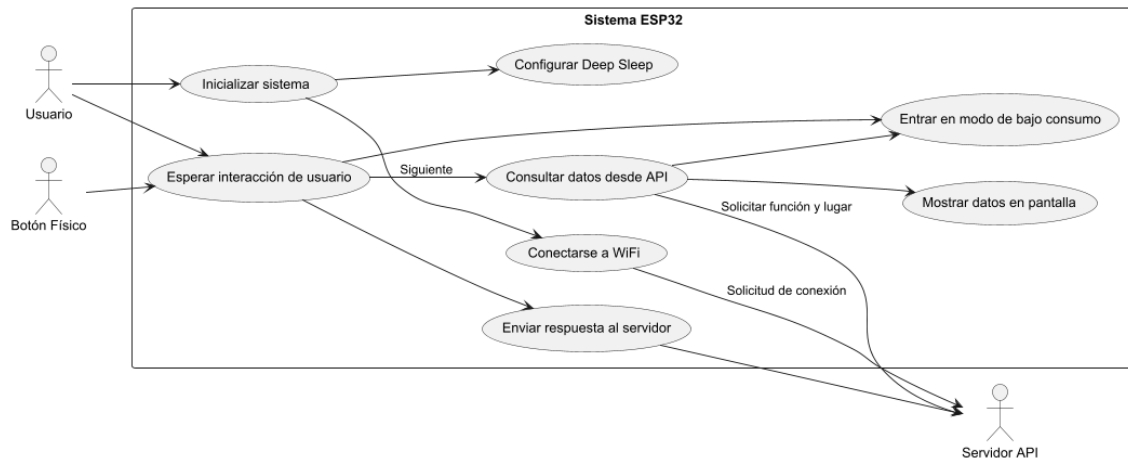 Sistema ESP32
Configurar Deep Sleep
Inicializar sistema
Usuario
Entrar en modo de bajo consumo
Siguiente
Esperar interacción de usuario
Consultar datos desde API
Botón Físico
Solicitar función y lugar
Mostrar datos en pantalla
Conectarse a WiFi
Solicitud de conexión
Enviar respuesta al servidor
Servidor API